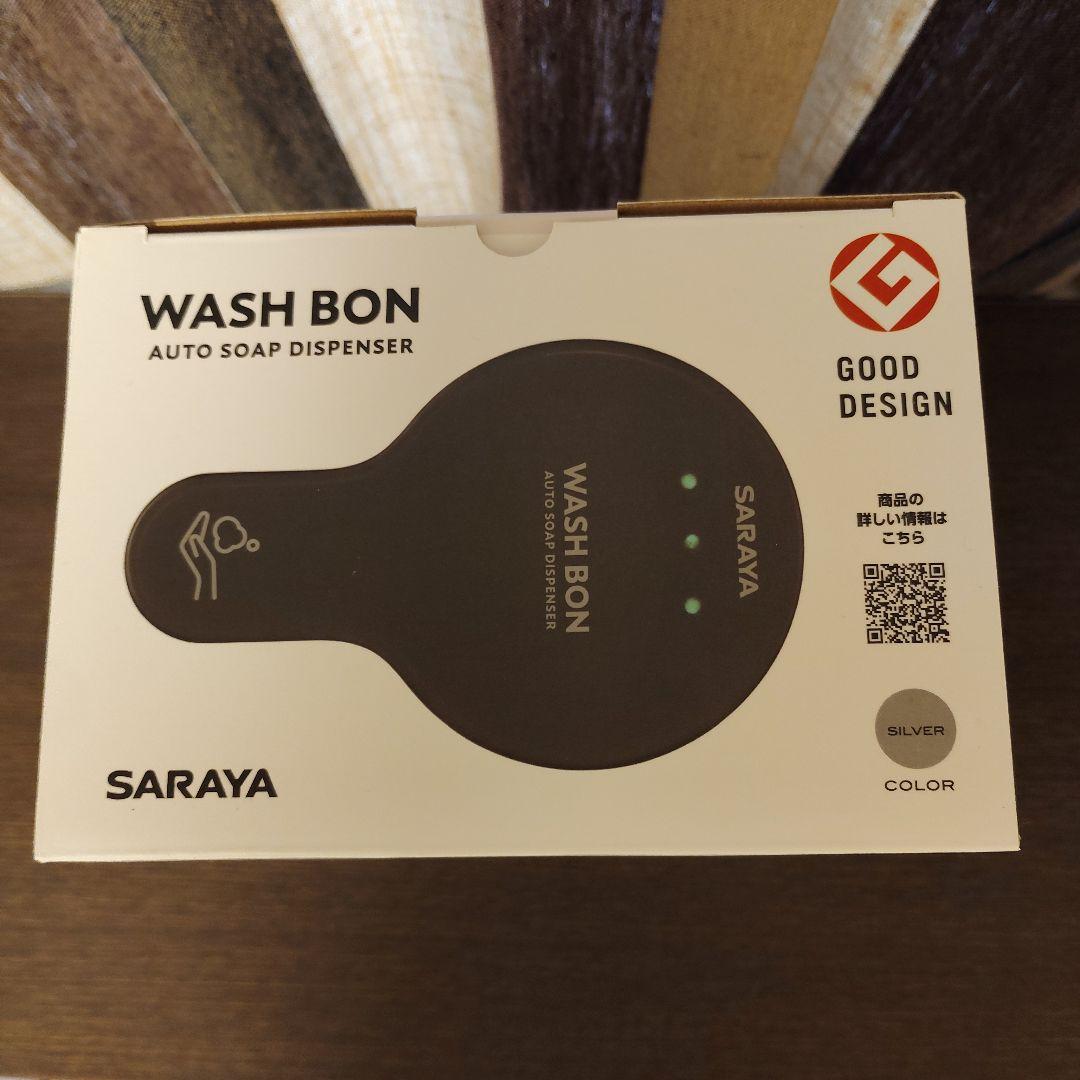 WASH BON
AUTO SOAP DISPENSER
GOOD
DESIGN
SARAYA
WASH BON
AUTO SOAP DISPENSER
商品の
詳しい情報は
こちら
SILVER
COLOR
SARAYA